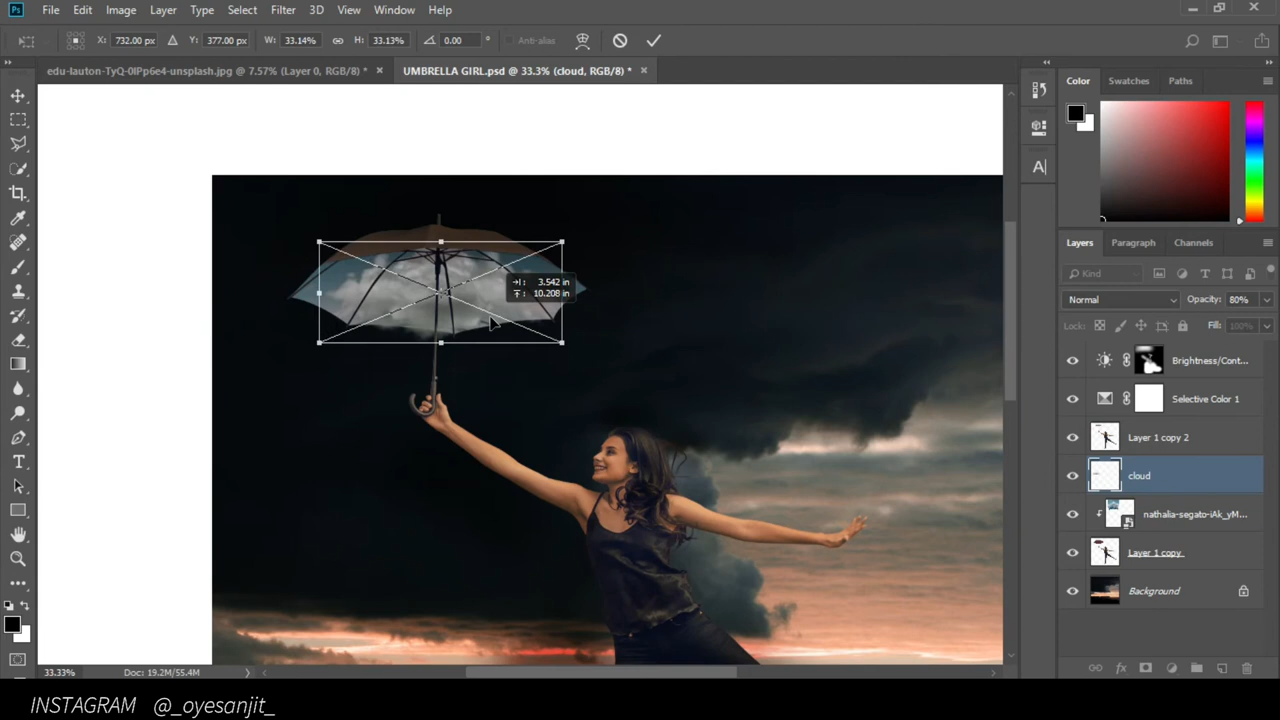 Ps File Edit Image Layer Type Select Filter 3D View Window Help
X: 732.00 px Y: 377.00 px W: 33.14% H: 33.13% 0.00 ° Anti-alias
edu-lauton-TyQ-0lPp6e4-unsplash.jpg @ 7.57% (Layer 0, RGB/8) * UMBRELLA GIRL.psd @ 33.3% (cloud, RGB/8) *
Color Swatches Paths
Layers Paragraph Channels
Kind
Normal Opacity: 80%
Lock: Fill: 100%
Brightness/Cont...
Selective Color 1
Layer 1 copy 2
cloud
nathalia-segato-iAk_yM...
Layer 1 copy
Background
3.542 in
10.208 in
33.33% Doc: 19.2M/55.4M
INSTAGRAM @_oyesanjit_